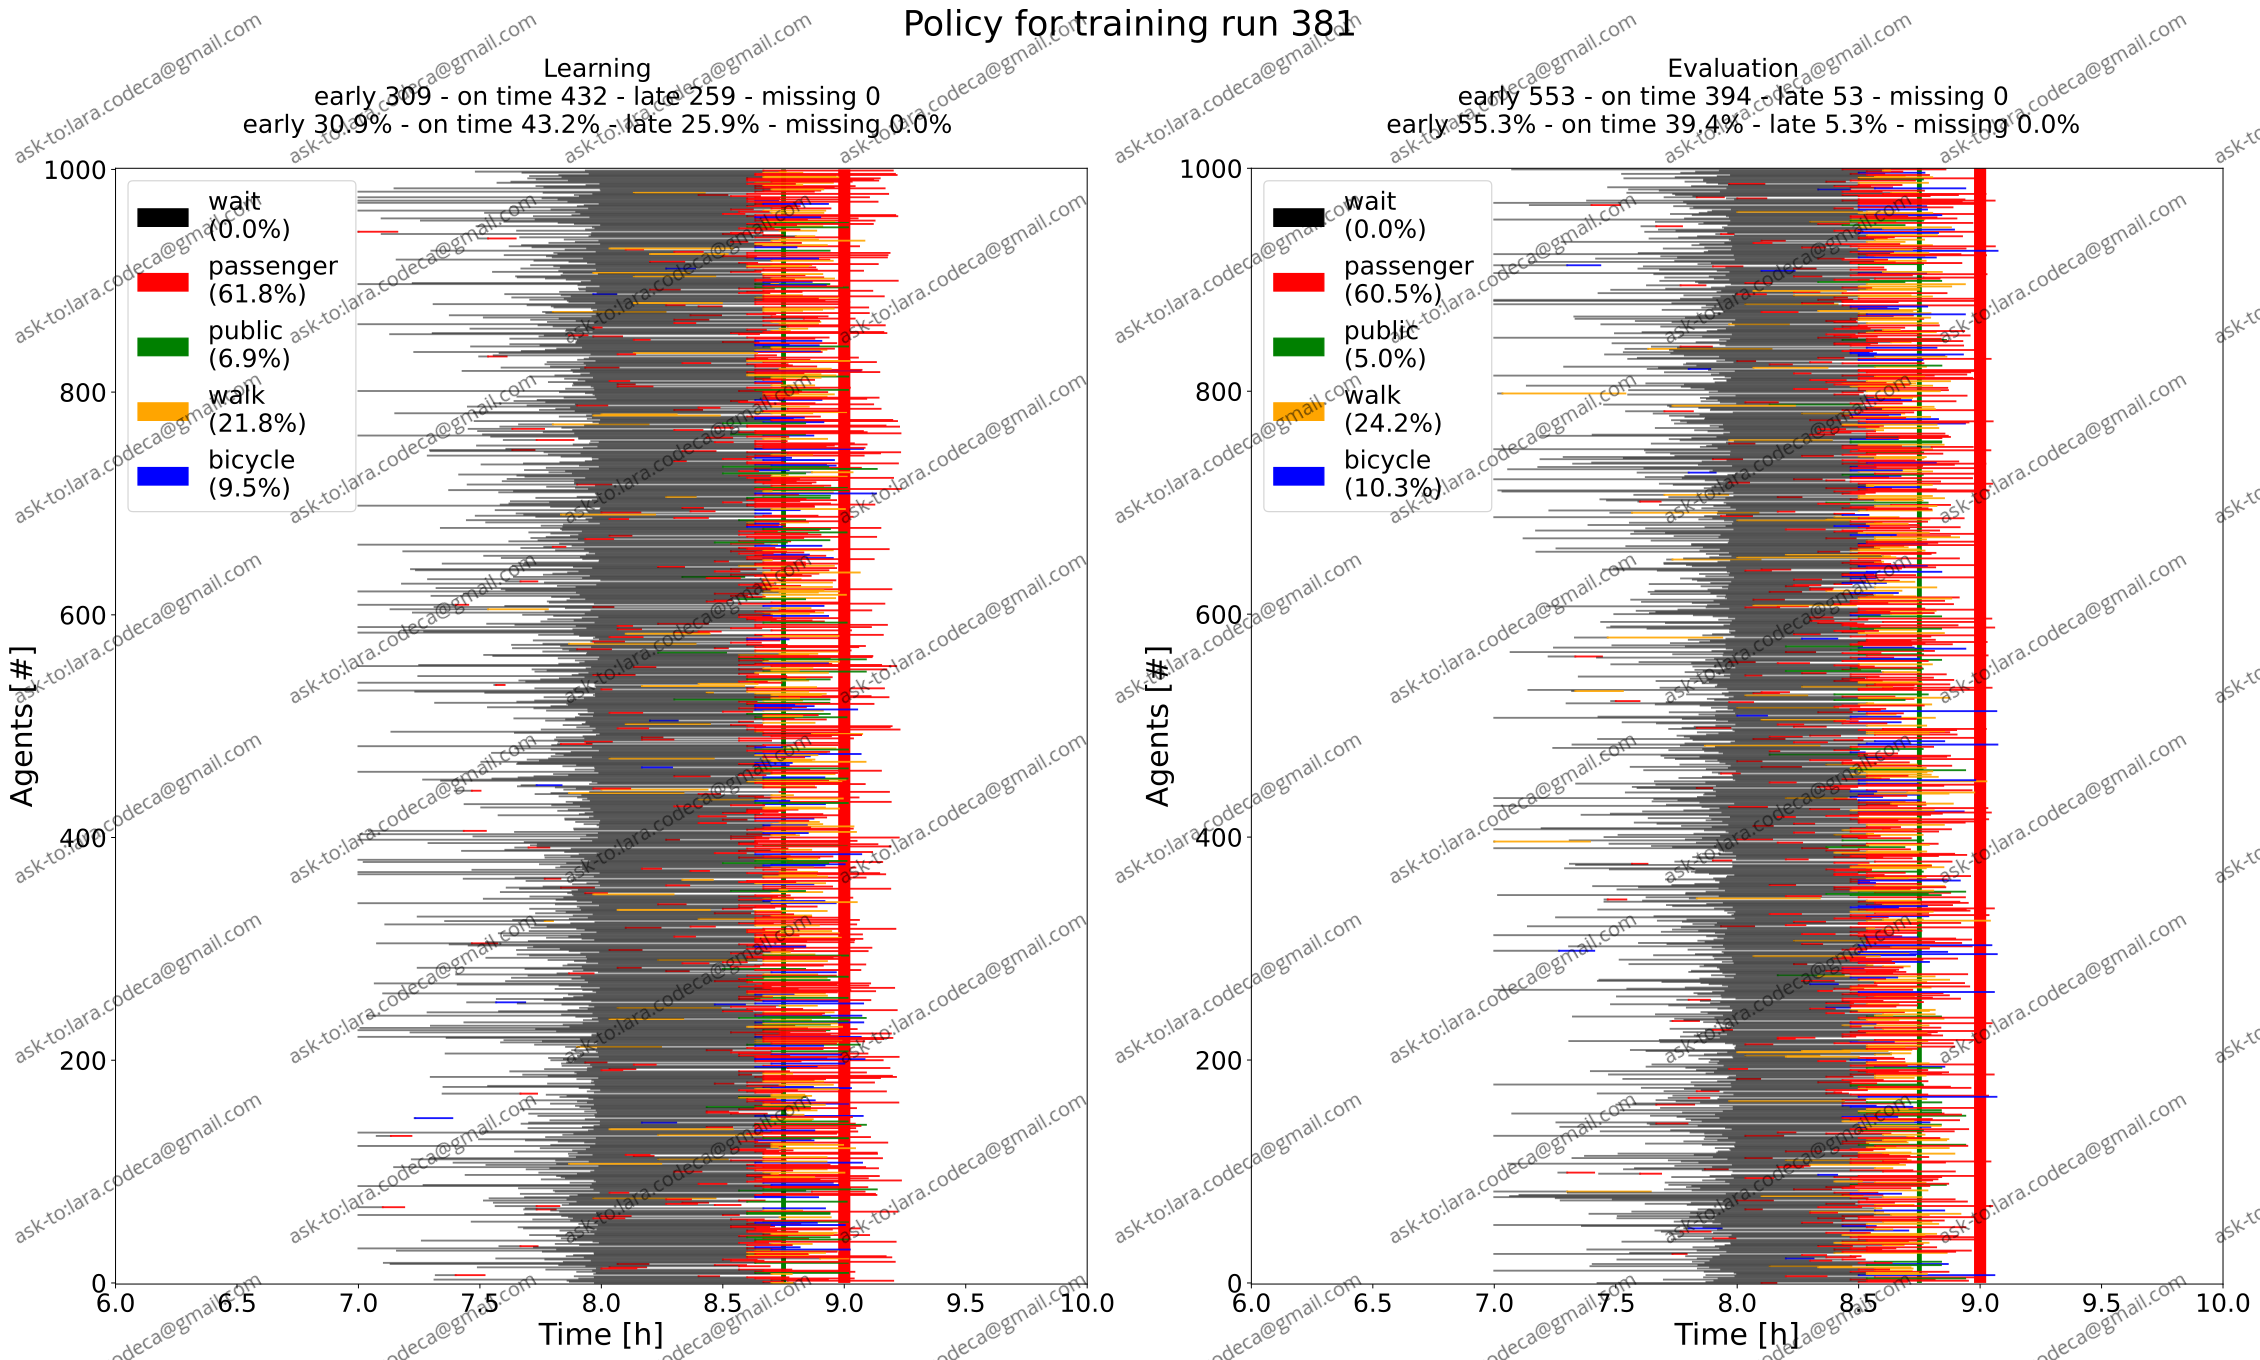 Policy for training run 381
Learning
early 309 - on time 432 - late 259 - missing 0
early 30.9% - on time 43.2% - late 25.9% - missing 0.0%
wait
(0.0%)
passenger
(61.8%)
public
(6.9%)
walk
(21.8%)
bicycle
(9.5%)
1000
800
600
400
200
0
Agents [#]
6.0 6.5 7.0 7.5 8.0 8.5 9.0 9.5 10.0
Time [h]
Evaluation
early 553 - on time 394 - late 53 - missing 0
early 55.3% - on time 39.4% - late 5.3% - missing 0.0%
wait
(0.0%)
passenger
(60.5%)
public
(5.0%)
walk
(24.2%)
bicycle
(10.3%)
1000
800
600
400
200
0
Agents [#]
6.0 6.5 7.0 7.5 8.0 8.5 9.0 9.5 10.0
Time [h]
ask-to:lara.codeca@gmail.com